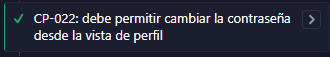 CP-022: debe permitir cambiar la contraseña
desde la vista de perfil